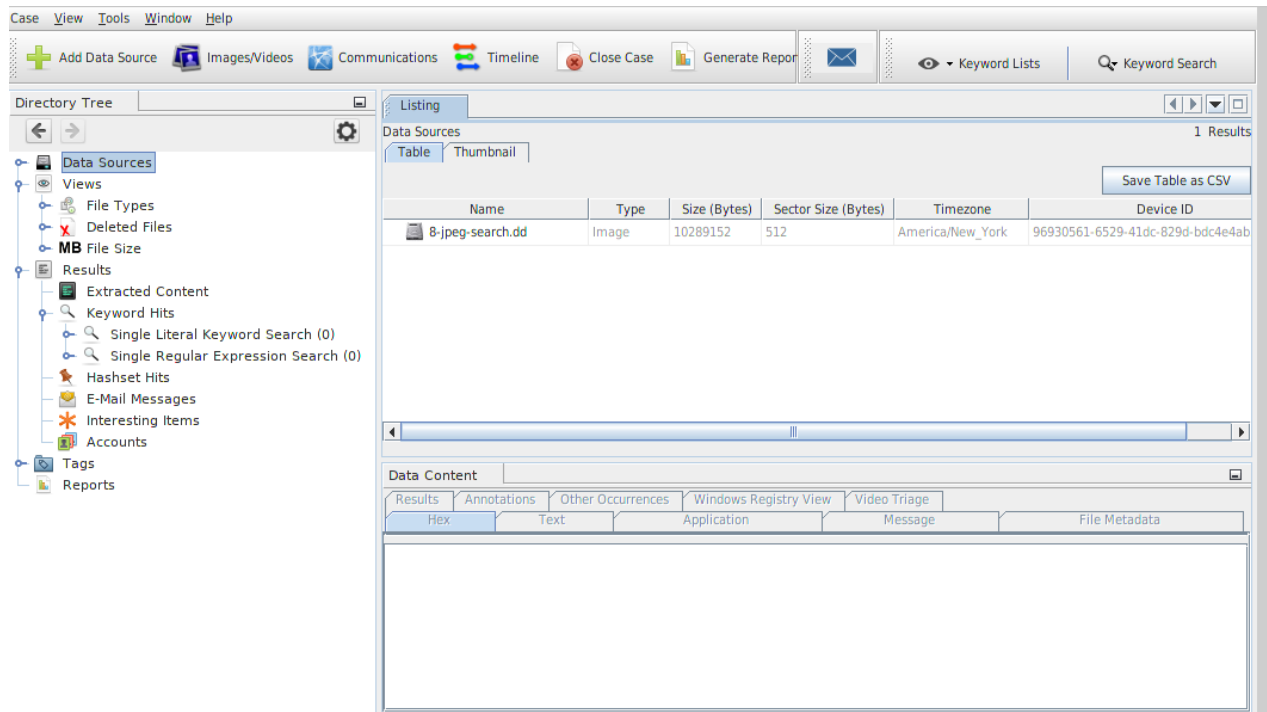 Case View Tools Window Help
Add Data Source Images/Videos Communications Timeline Close Case Generate Repor Keyword Lists Keyword Search
Directory Tree
Data Sources
Views
File Types
Deleted Files
MB File Size
Results
Extracted Content
Keyword Hits
Single Literal Keyword Search (0)
Single Regular Expression Search (0)
Hashset Hits
E-Mail Messages
Interesting Items
Accounts
Tags
Reports
Listing
Data Sources 1 Results
Table Thumbnail
Save Table as CSV
Name Type Size (Bytes) Sector Size (Bytes) Timezone Device ID
8-jpeg-search.dd Image 10289152 512 America/New_York 96930561-6529-41dc-829d-bdc4e4ab
Data Content
Results Annotations Other Occurrences Windows Registry View Video Triage
Hex Text Application Message File Metadata